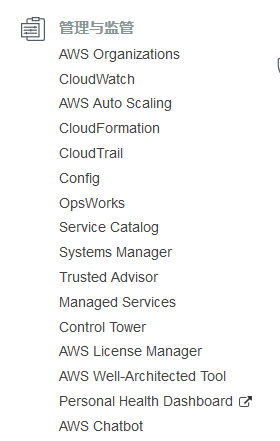 管理与监管
AWS Organizations
CloudWatch
AWS Auto Scaling
CloudFormation
CloudTrail
Config
OpsWorks
Service Catalog
Systems Manager
Trusted Advisor
Managed Services
Control Tower
AWS License Manager
AWS Well-Architected Tool
Personal Health Dashboard
AWS Chatbot